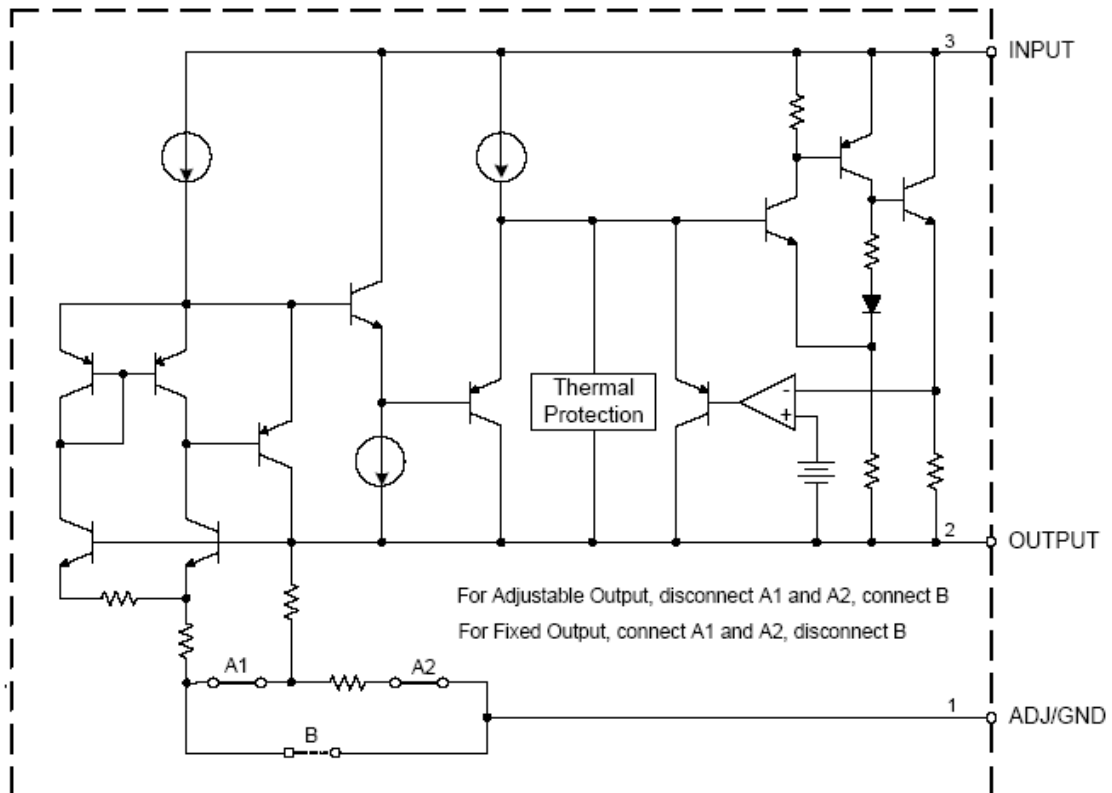 3 INPUT
Thermal
Protection
-
+
2 OUTPUT
For Adjustable Output, disconnect A1 and A2, connect B
For Fixed Output, connect A1 and A2, disconnect B
A1 A2
1 ADJ/GND
B